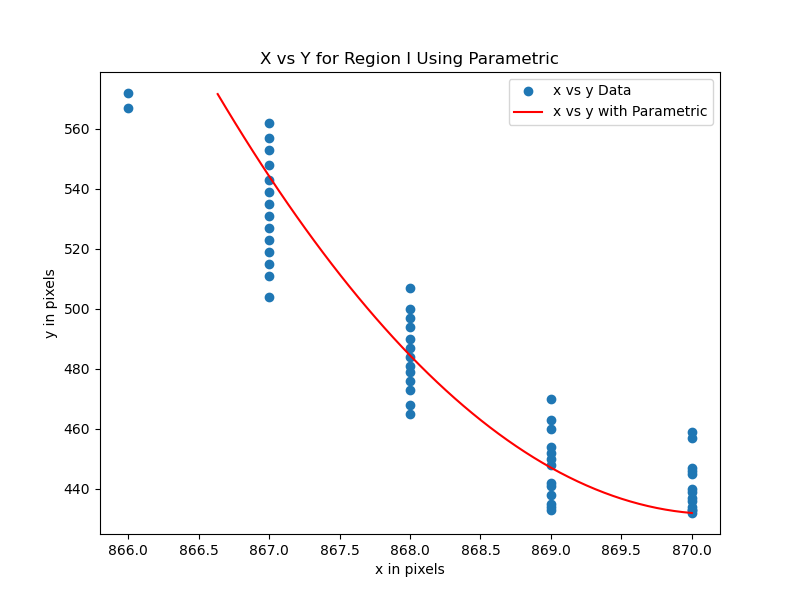 X vs Y for Region I Using Parametric
x vs y Data
x vs y with Parametric
y in pixels
560
540
520
500
480
460
440
866.0 866.5 867.0 867.5 868.0 868.5 869.0 869.5 870.0
x in pixels